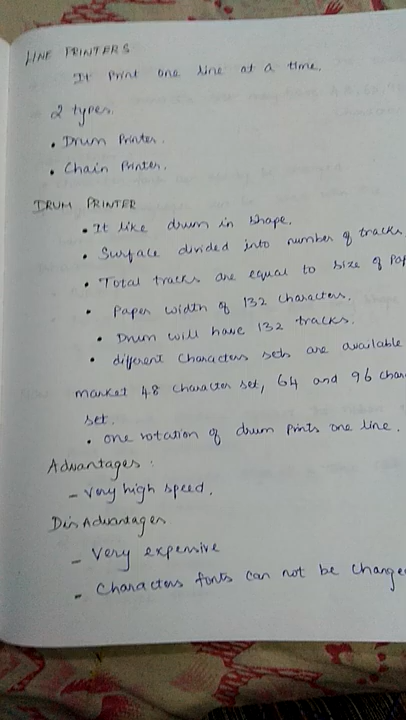 LINE PRINTERS
It Print one line at a time.
2 types.
• Drum Printer.
• Chain Printer.
DRUM PRINTER
• It like drum in shape.
• Surface divided into number of tracks
• Total tracks are equal to size of pap
• Paper width of 132 characters.
• Drum will have 132 tracks.
• different characters sets are available
market 48 character set, 64 and 96 char
set.
• one rotation of drum prints one line.
Advantages :
- Very high speed.
DisAdvantages
- Very expensive
- Characters fonts can not be change